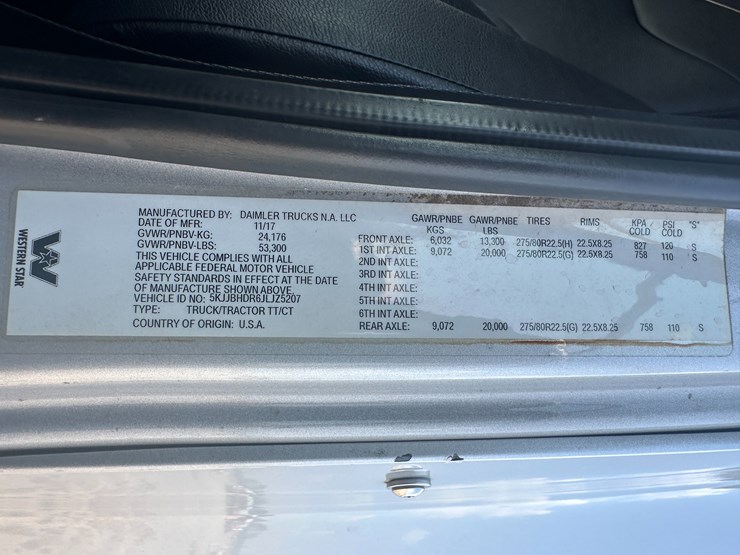 WESTERN STAR
MANUFACTURED BY: DAIMLER TRUCKS N.A. LLC
DATE OF MFR: 11/17
GVWR/PNBV-KG: 24,176
GVWR/PNBV-LBS: 53,300
THIS VEHICLE COMPLIES WITH ALL
APPLICABLE FEDERAL MOTOR VEHICLE
SAFETY STANDARDS IN EFFECT AT THE DATE
OF MANUFACTURE SHOWN ABOVE.
VEHICLE ID NO: 5KJJBHDR6JLJZ5207
TYPE: TRUCK/TRACTOR TT/CT
COUNTRY OF ORIGIN: U.S.A.
GAWR/PNBE KGS GAWR/PNBE LBS TIRES RIMS KPA COLD PSI COLD "S"
FRONT AXLE: 6,032 13,300 275/80R22.5(H) 22.5X8.25 827 120 S
1ST INT AXLE: 9,072 20,000 275/80R22.5(G) 22.5X8.25 758 110 S
2ND INT AXLE:
3RD INT AXLE:
4TH INT AXLE:
5TH INT AXLE:
6TH INT AXLE:
REAR AXLE: 9,072 20,000 275/80R22.5(G) 22.5X8.25 758 110 S